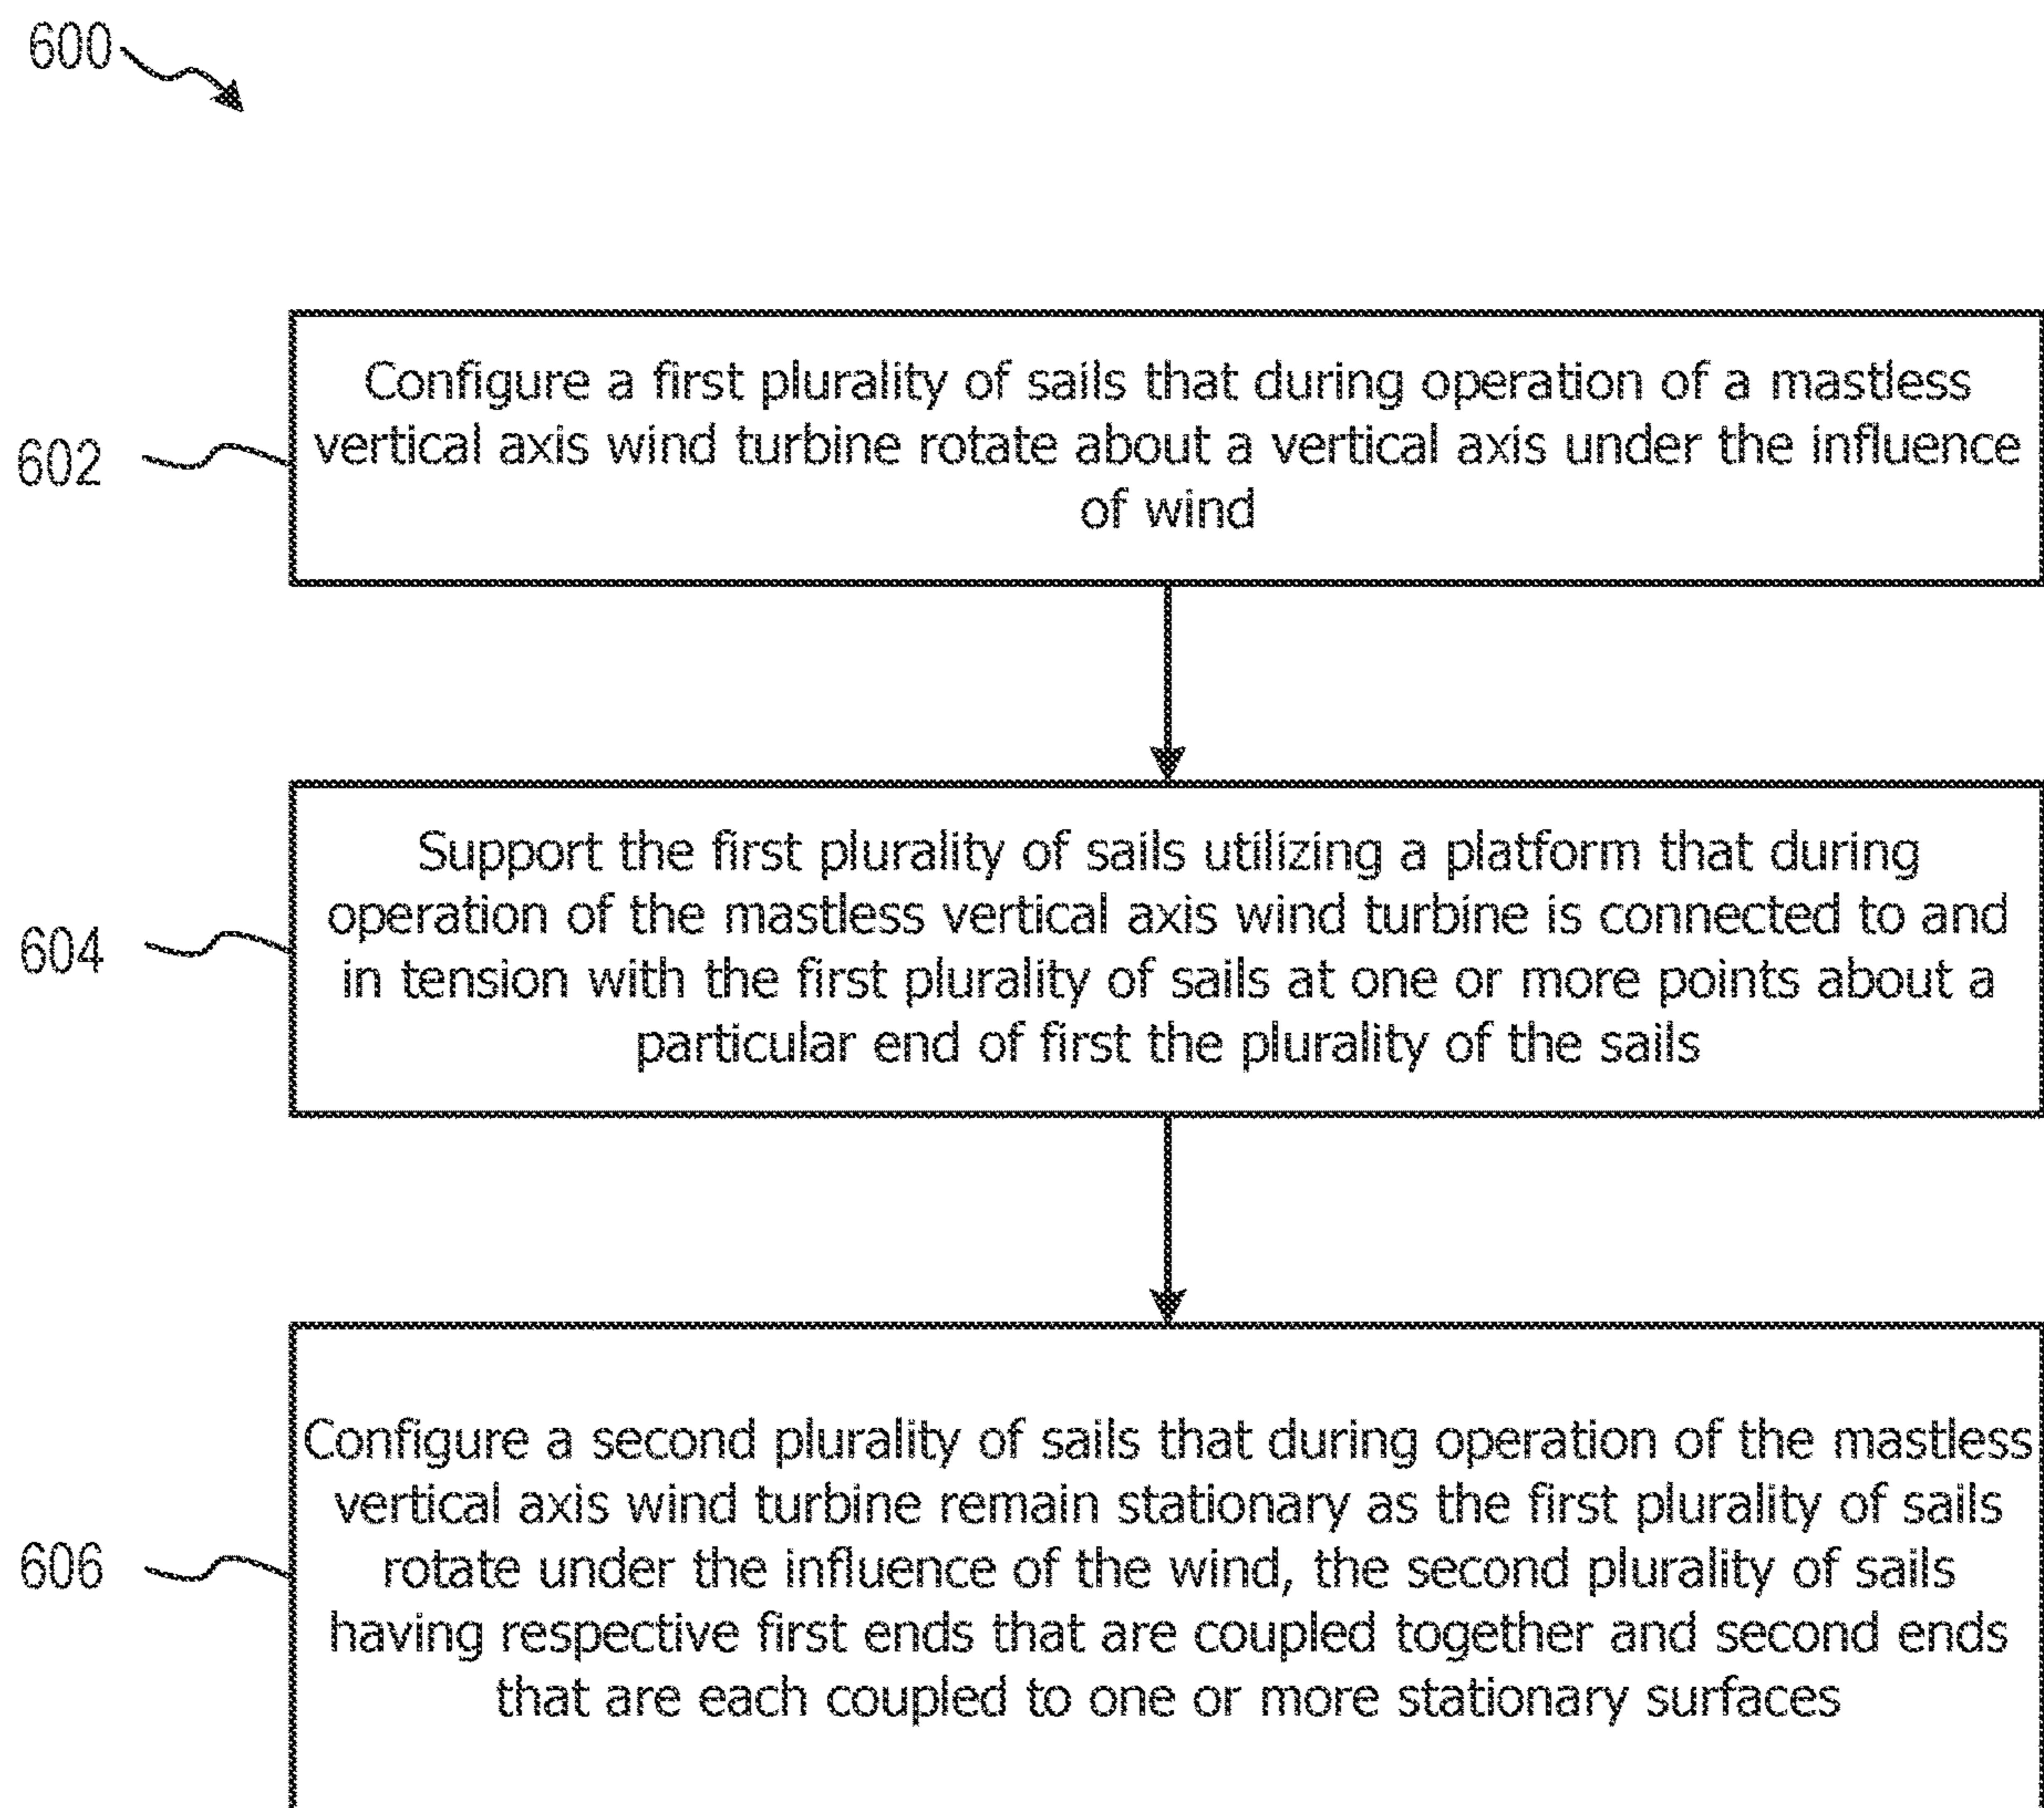 600
Configure a first plurality of sails that during operation of a mastless
vertical axis wind turbine rotate about a vertical axis under the influence
of wind
602
Support the first plurality of sails utilizing a platform that during
operation of the mastless vertical axis wind turbine is connected to and
in tension with the first plurality of sails at one or more points about a
particular end of first the plurality of the sails
604
Configure a second plurality of sails that during operation of the mastless
vertical axis wind turbine remain stationary as the first plurality of sails
rotate under the influence of the wind, the second plurality of sails
having respective first ends that are coupled together and second ends
that are each coupled to one or more stationary surfaces
606